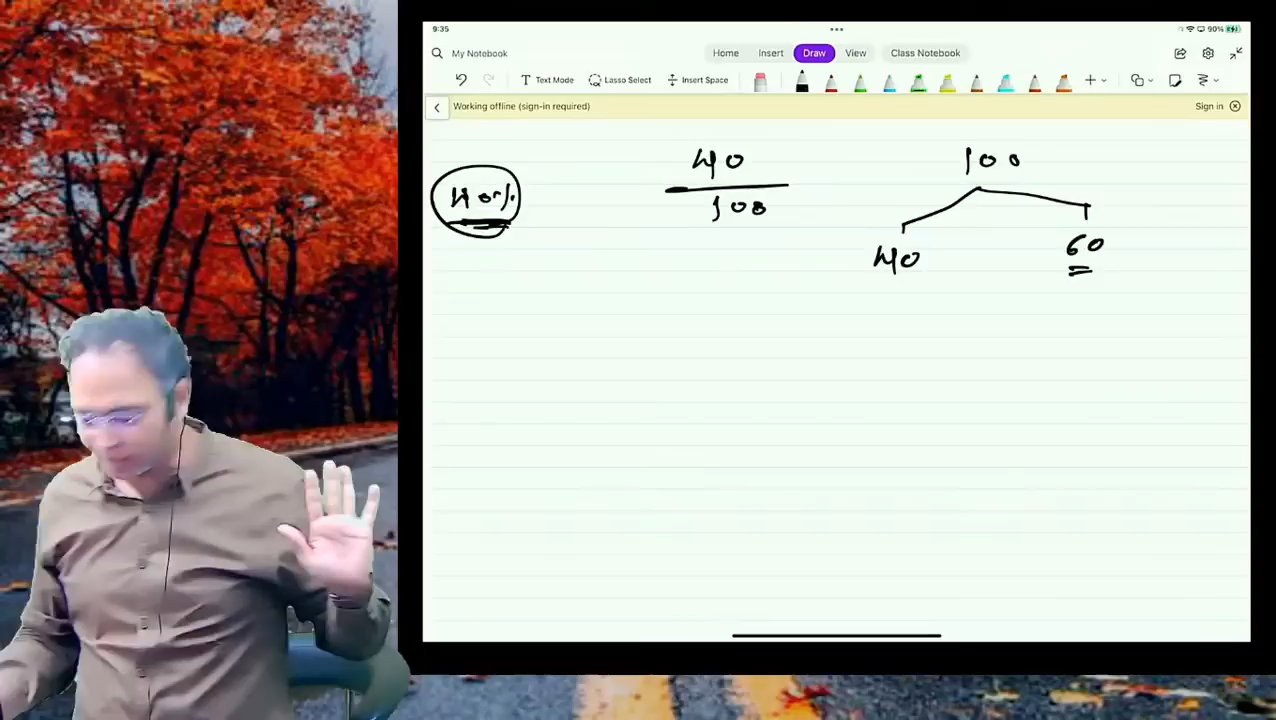 9:35
90%
My Notebook
Home Insert Draw View Class Notebook
Text Mode Lasso Select Insert Space
Working offline (sign-in required)
Sign in
40%
40
100
100
40 60